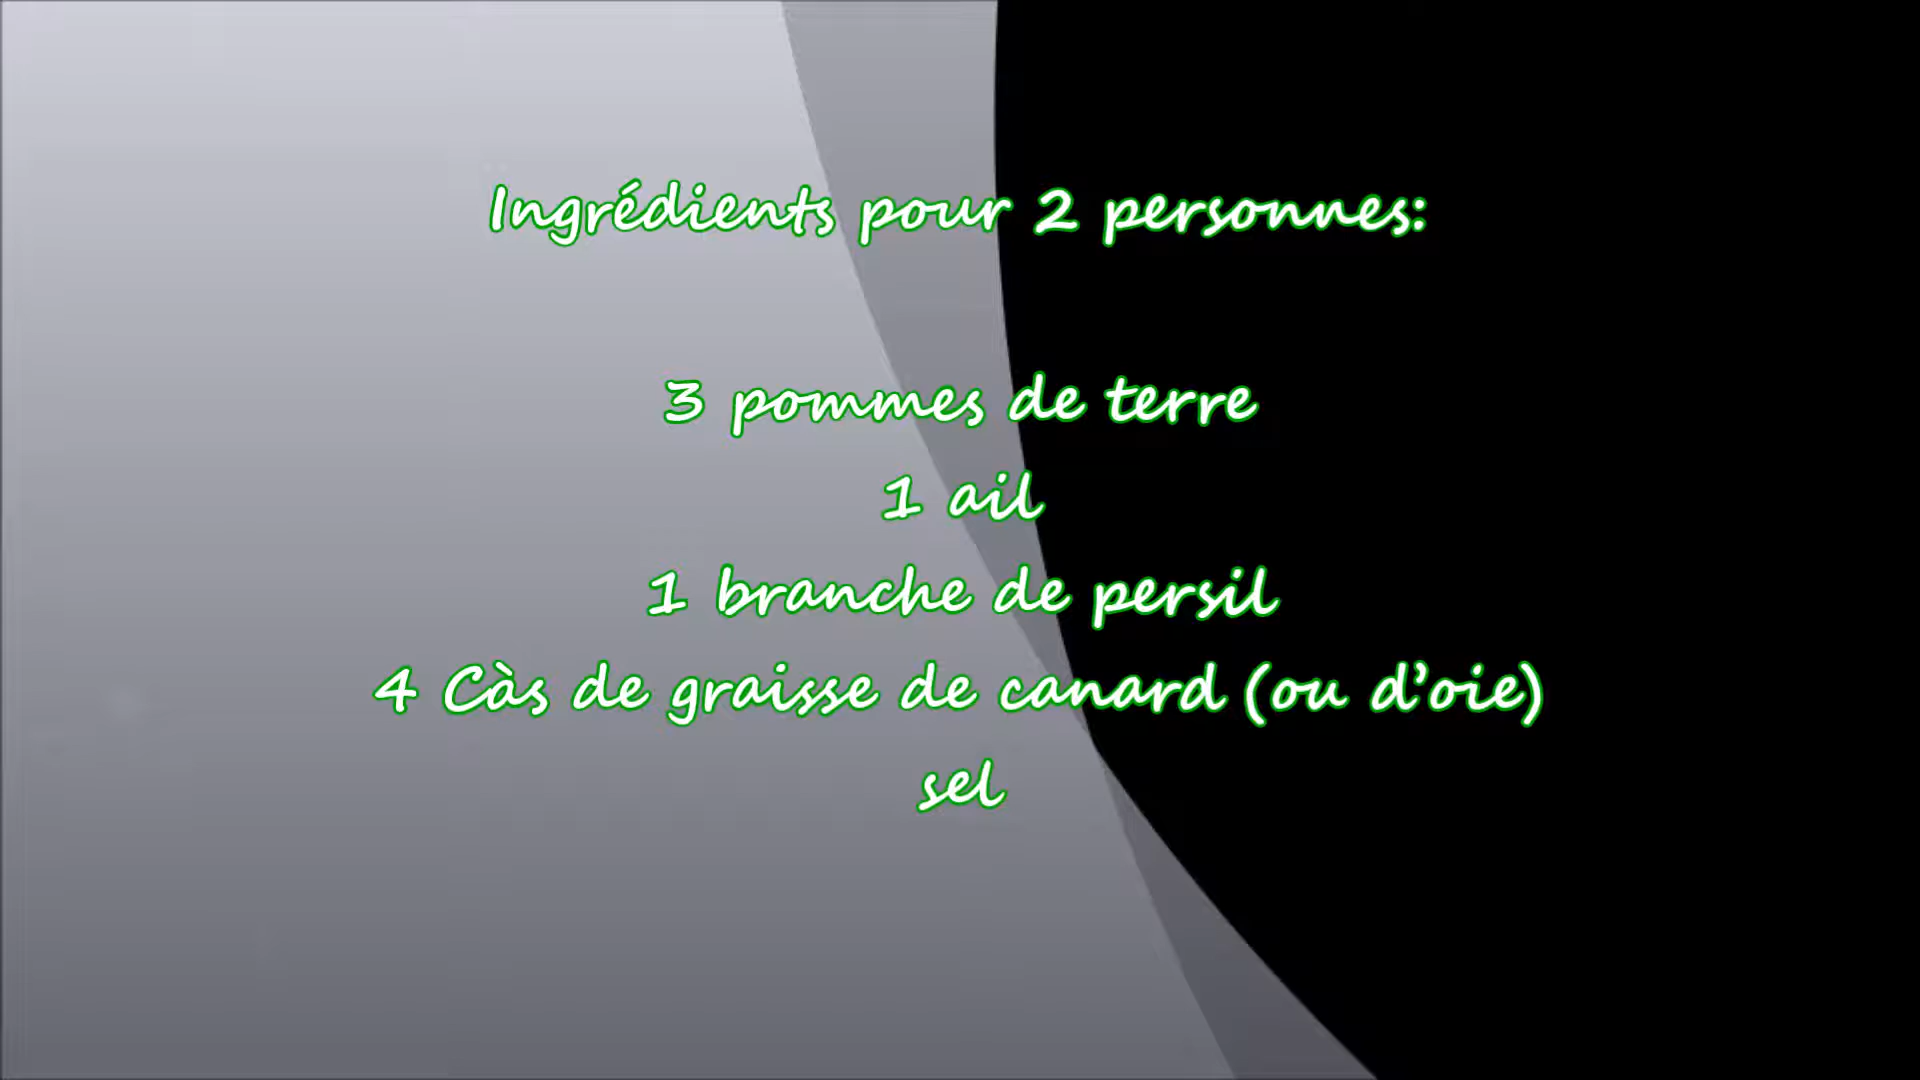 Ingrédients pour 2 personnes:
3 pommes de terre
1 ail
1 branche de persil
4 Càs de graisse de canard (ou d’oie)
sel